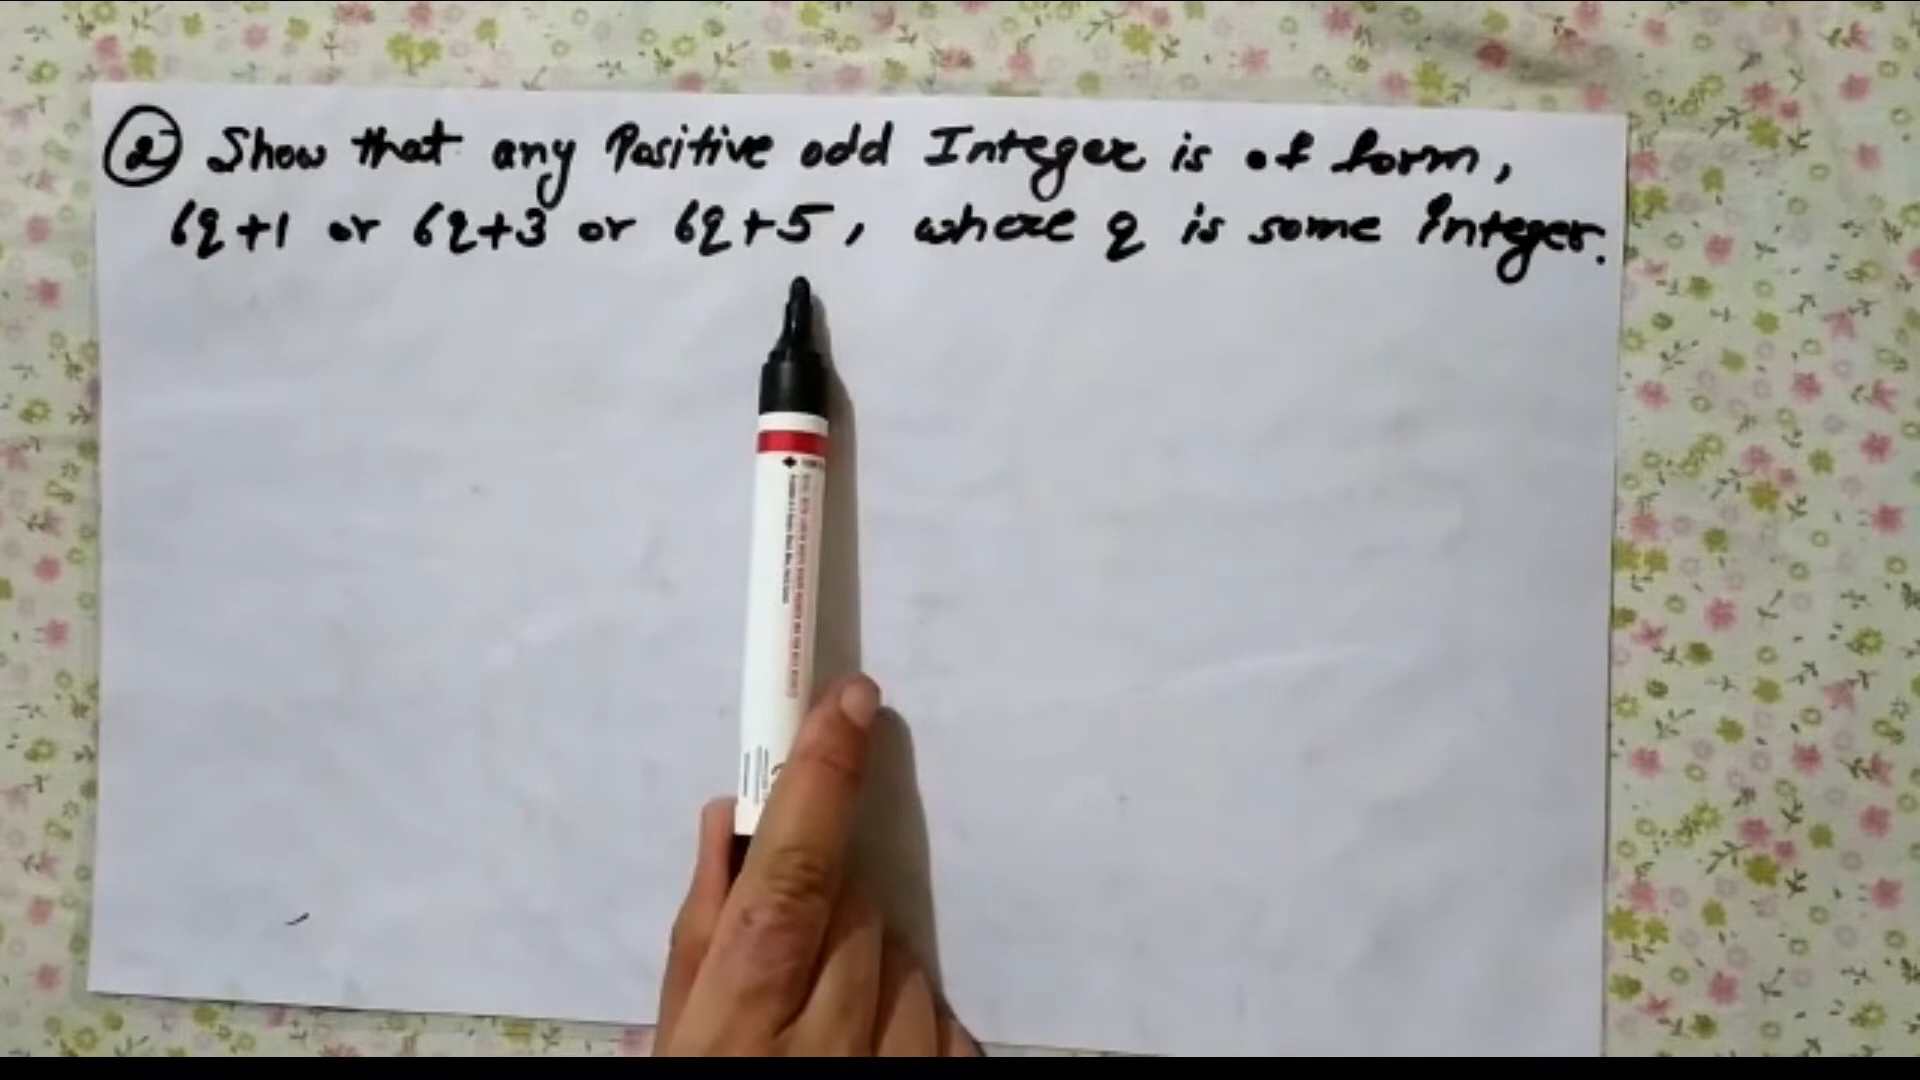 ② Show that any Positive odd Integer is of form,
6q+1 or 6q+3 or 6q+5, where q is some Integer.